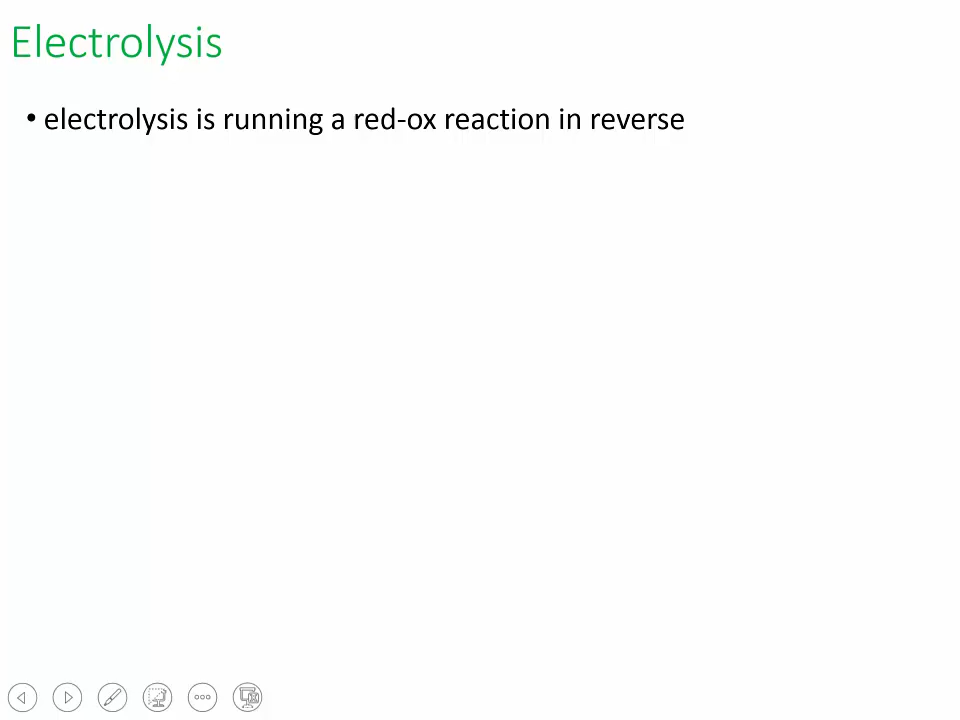 Electrolysis
• electrolysis is running a red-ox reaction in reverse